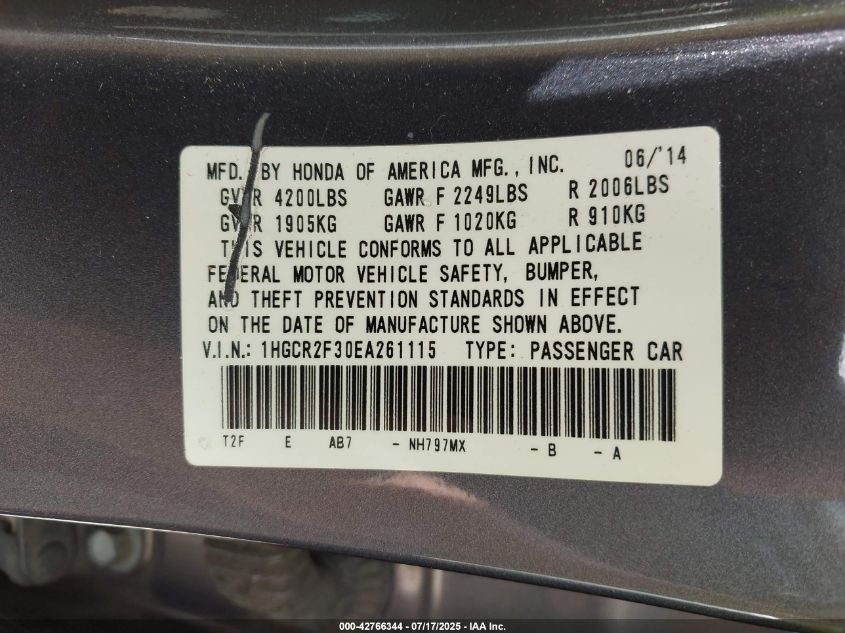 MFD. BY HONDA OF AMERICA MFG., INC. 06/'14
GVWR 4200LBS GAWR F 2249LBS R 2006LBS
GVWR 1905KG GAWR F 1020KG R 910KG
THIS VEHICLE CONFORMS TO ALL APPLICABLE
FEDERAL MOTOR VEHICLE SAFETY, BUMPER,
AND THEFT PREVENTION STANDARDS IN EFFECT
ON THE DATE OF MANUFACTURE SHOWN ABOVE.
V.I.N.: 1HGCR2F30EA261115 TYPE: PASSENGER CAR
T2F E AB7 - NH797MX - B - A
000-42766344 / 07/17/2025 - IAA Inc.